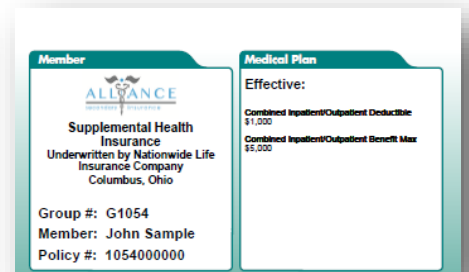 Member
ALLIANCE
Supplemental Health
Insurance
Underwritten by Nationwide Life
Insurance Company
Columbus, Ohio
Group #: G1054
Member: John Sample
Policy #: 1054000000
Medical Plan
Effective:
Combined Inpatient/Outpatient Deductible
$1,000
Combined Inpatient/Outpatient Benefit Max
$5,000